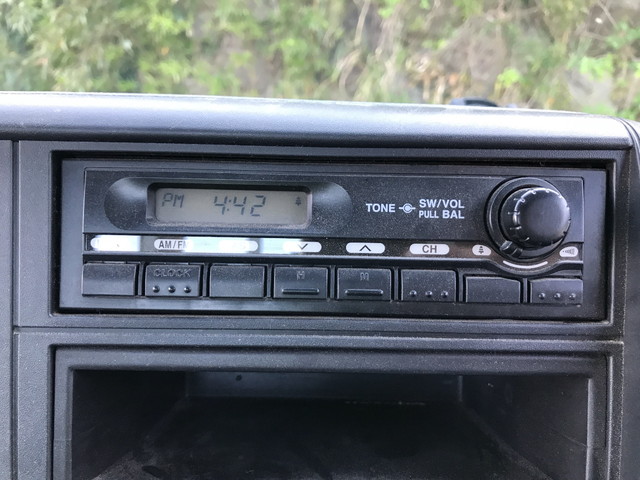 PM 4:42
TONE SW/VOL
PULL BAL
AM/FM CH
CLOCK H M